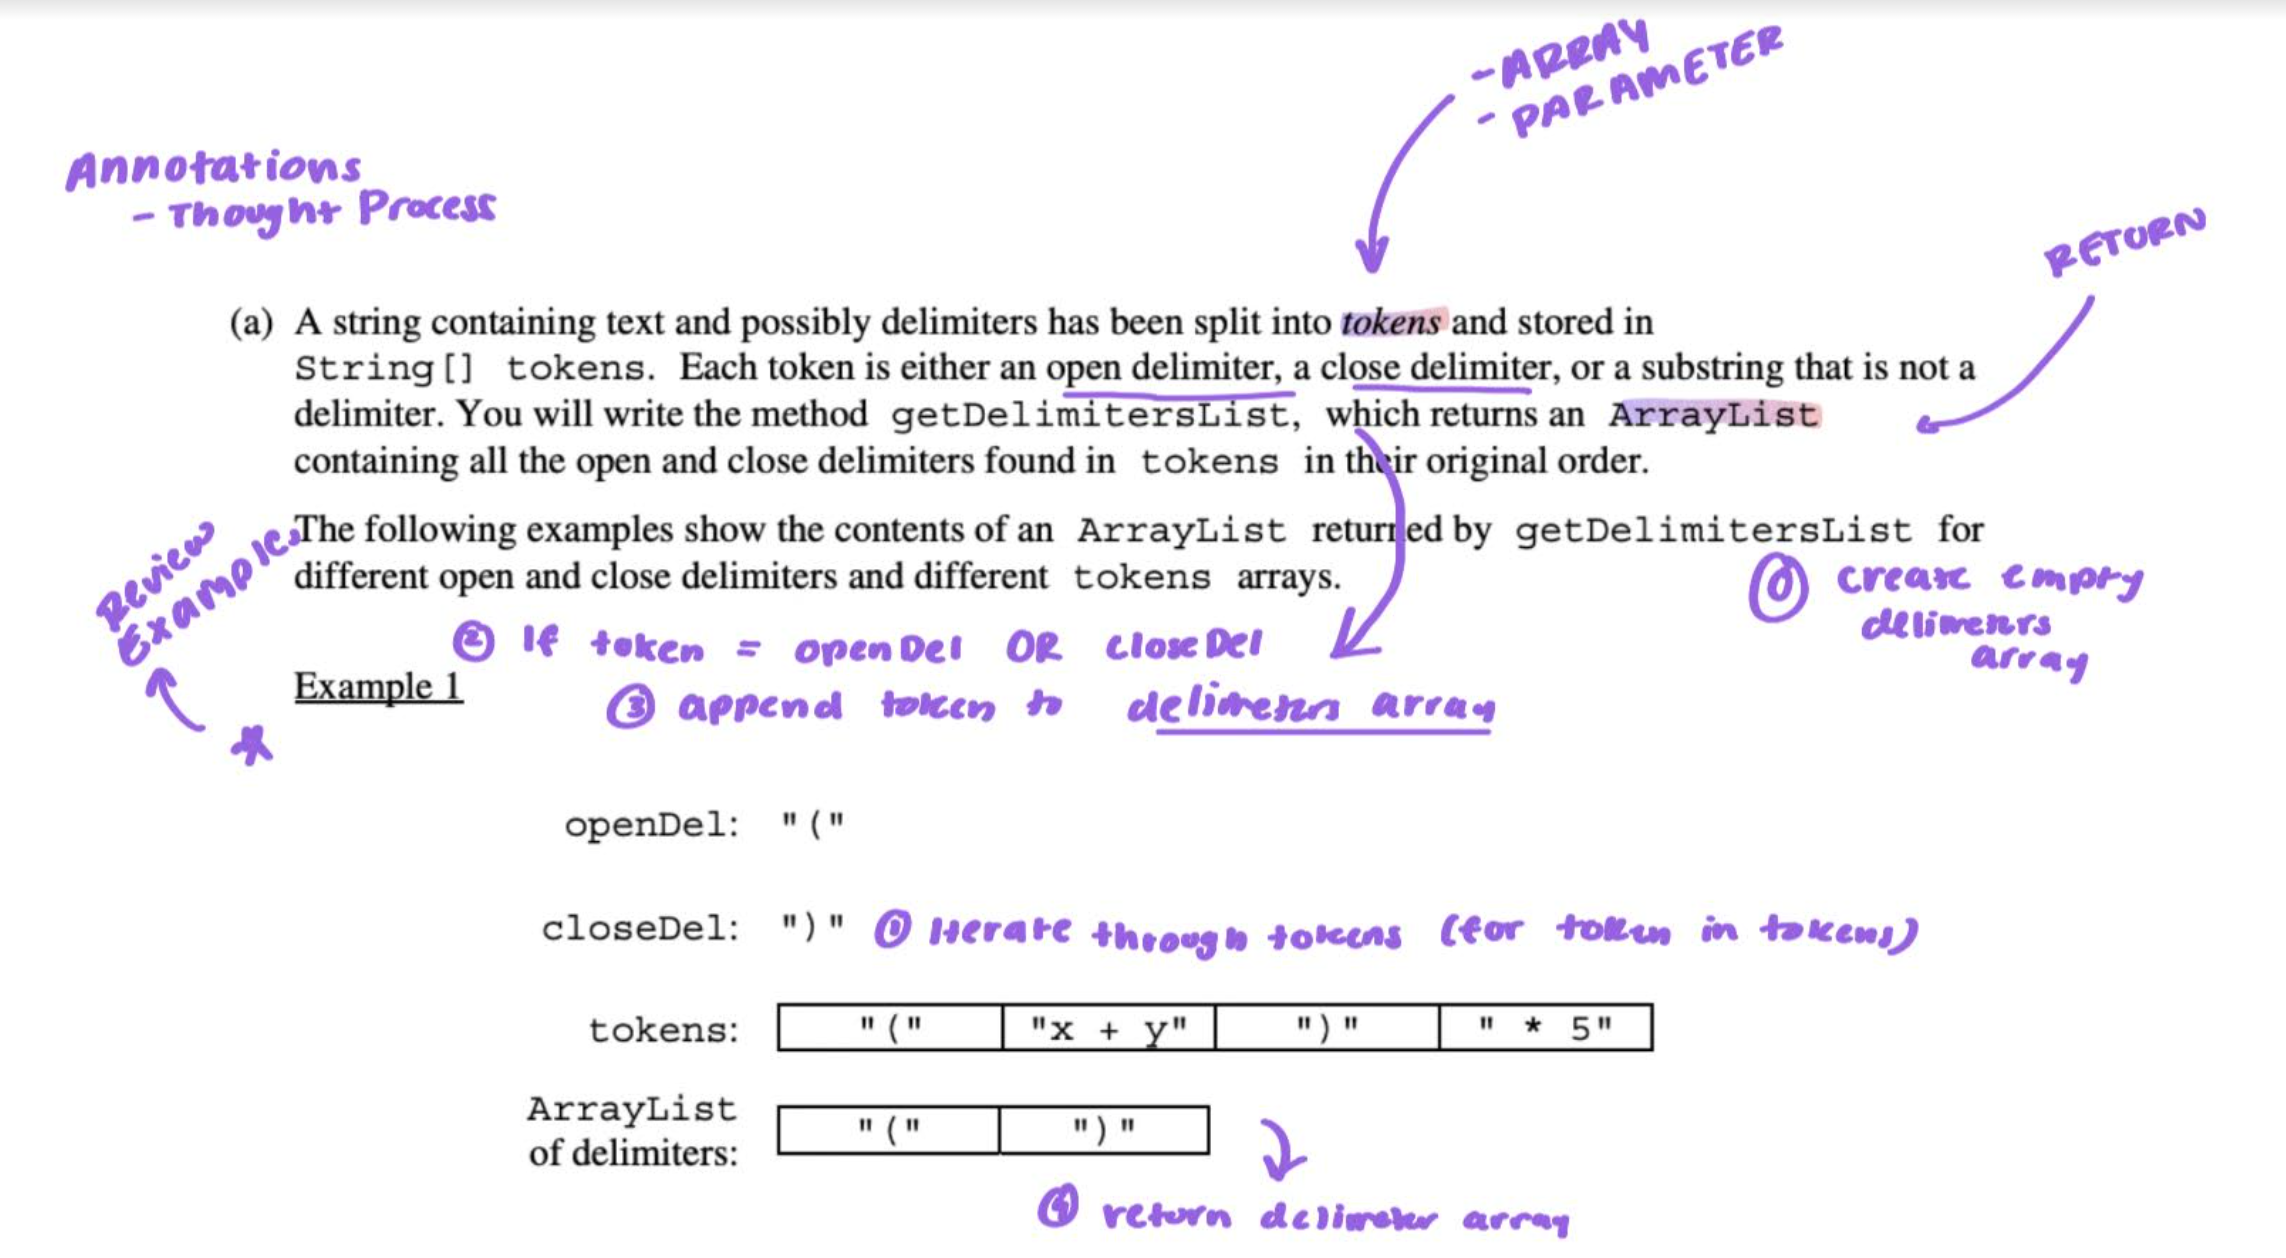 - ARRAY
- PARAMETER
Annotations
- Thought Process
RETURN
(a) A string containing text and possibly delimiters has been split into tokens and stored in
String[] tokens. Each token is either an open delimiter, a close delimiter, or a substring that is not a
delimiter. You will write the method getDelimitersList, which returns an ArrayList
containing all the open and close delimiters found in tokens in their original order.
Review
Examples
The following examples show the contents of an ArrayList returned by getDelimitersList for
different open and close delimiters and different tokens arrays.
0 create empty
delimeters
array
2 If token = openDel OR closeDel
Example 1
3 append token to delimeters array
openDel: "("
closeDel: ")" 1 Iterate through tokens (for token in tokens)
tokens: "(" "x + y" ")" " * 5"
ArrayList
of delimiters: "(" ")"
4 return delimeter array